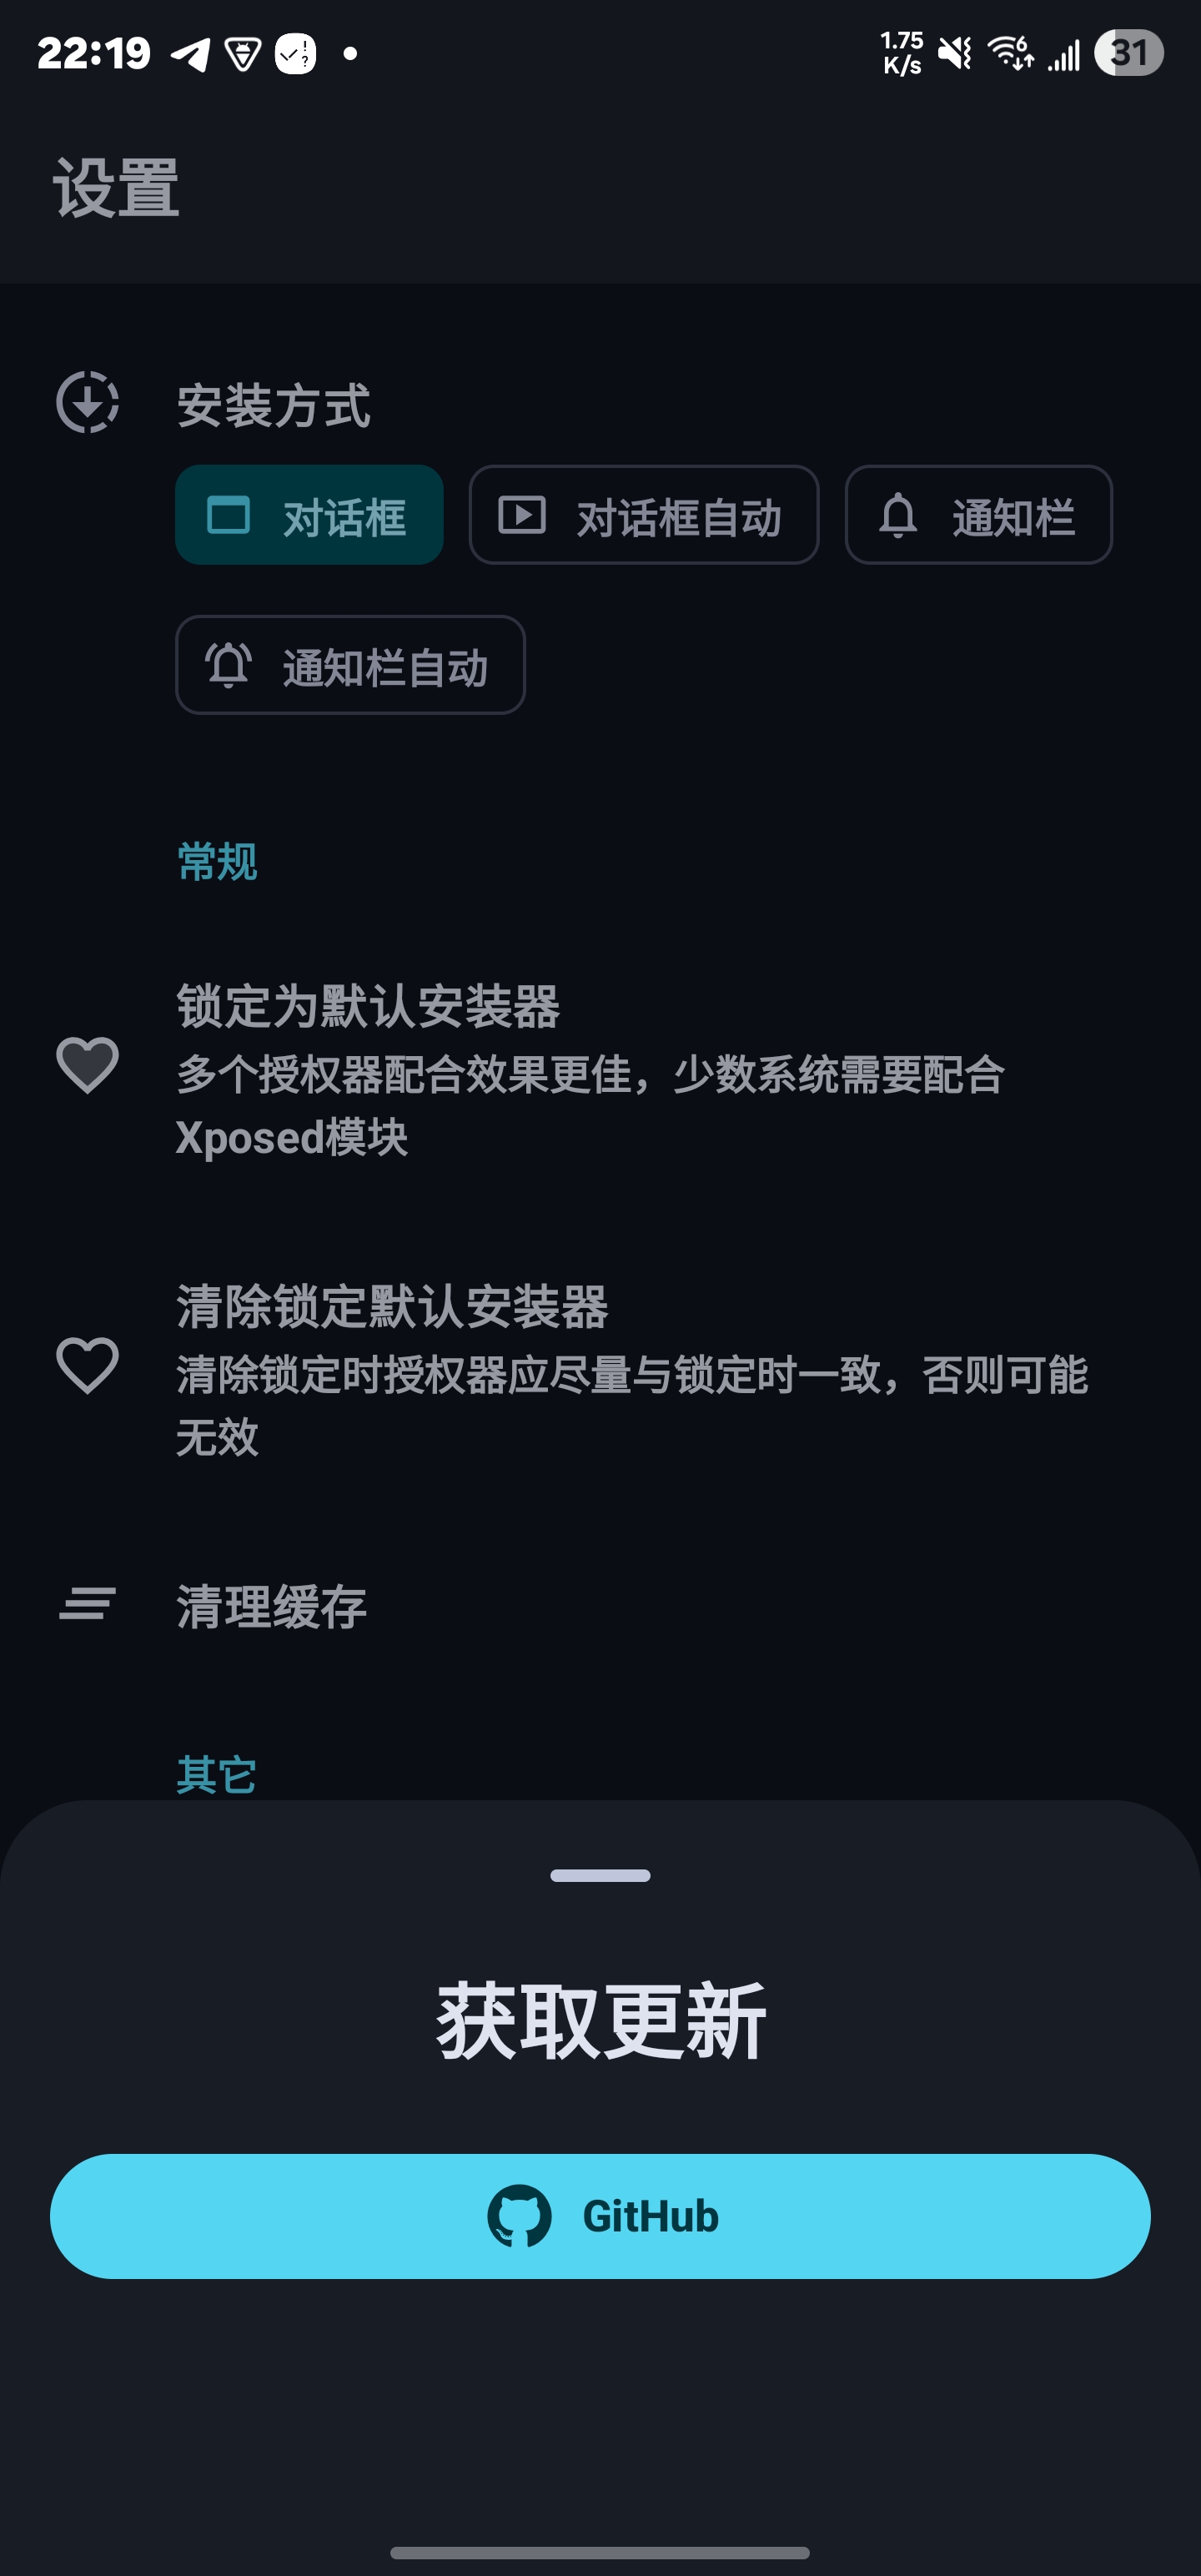 22:19
1.75
K/s
6
31
设置
安装方式
对话框
对话框自动
通知栏
通知栏自动
常规
锁定为默认安装器
多个授权器配合效果更佳，少数系统需要配合
Xposed模块
清除锁定默认安装器
清除锁定时授权器应尽量与锁定时一致，否则可能
无效
清理缓存
其它
获取更新
GitHub